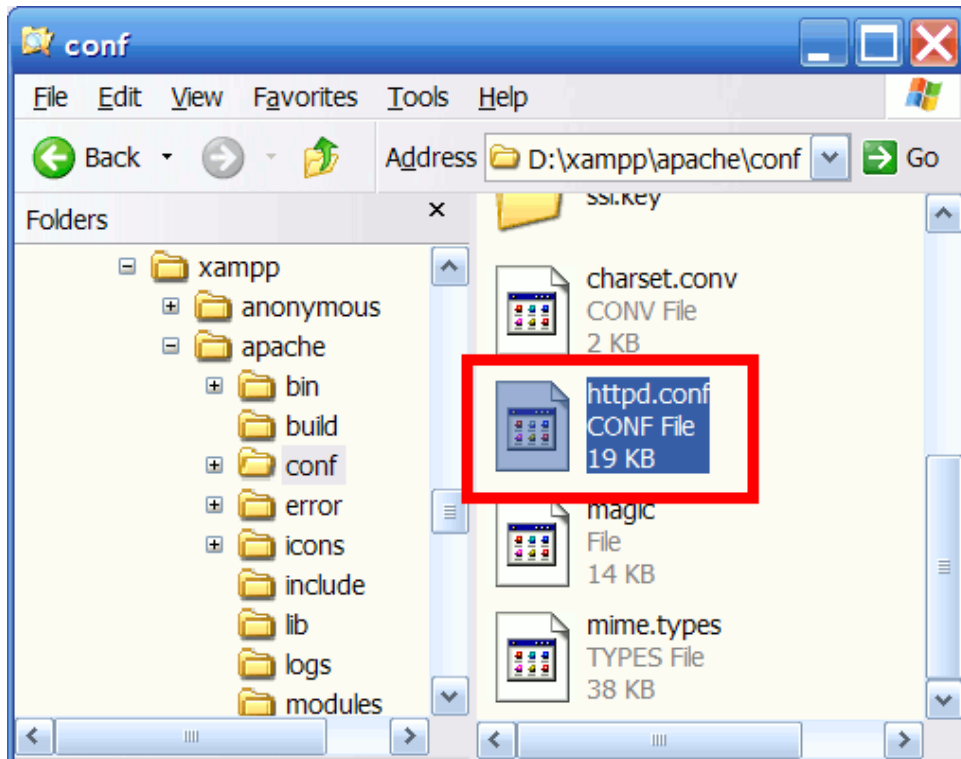 conf
File Edit View Favorites Tools Help
Back Address D:\xampp\apache\conf Go
Folders
xampp
anonymous
apache
bin
build
conf
error
icons
include
lib
logs
modules
ssl.key
charset.conv
CONV File
2 KB
httpd.conf
CONF File
19 KB
magic
File
14 KB
mime.types
TYPES File
38 KB